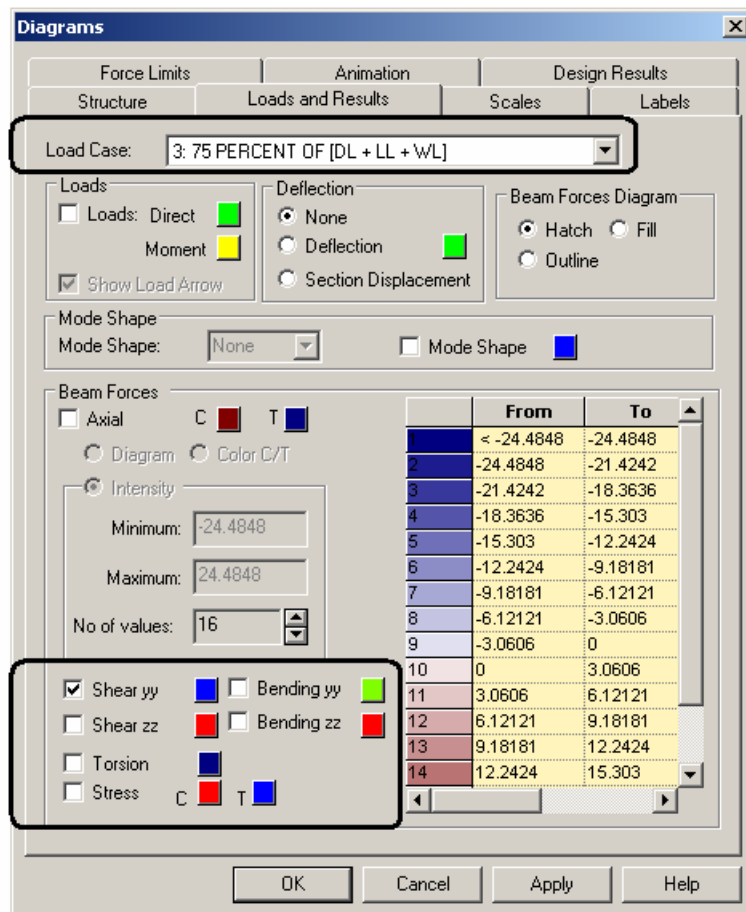 Diagrams
Force Limits Animation Design Results
Structure Loads and Results Scales Labels
Load Case: 3: 75 PERCENT OF [DL + LL + WL]
Loads
Loads: Direct
Moment
Show Load Arrow
Deflection
None
Deflection
Section Displacement
Beam Forces Diagram
Hatch Fill
Outline
Mode Shape
Mode Shape: None Mode Shape
Beam Forces
Axial C T
Diagram Color C/T
Intensity
Minimum: -24.4848
Maximum: 24.4848
No of values: 16
Shear yy Bending yy
Shear zz Bending zz
Torsion
Stress C T
From To
1 < -24.4848 -24.4848
2 -24.4848 -21.4242
3 -21.4242 -18.3636
4 -18.3636 -15.303
5 -15.303 -12.2424
6 -12.2424 -9.18181
7 -9.18181 -6.12121
8 -6.12121 -3.0606
9 -3.0606 0
10 0 3.0606
11 3.0606 6.12121
12 6.12121 9.18181
13 9.18181 12.2424
14 12.2424 15.303
OK Cancel Apply Help